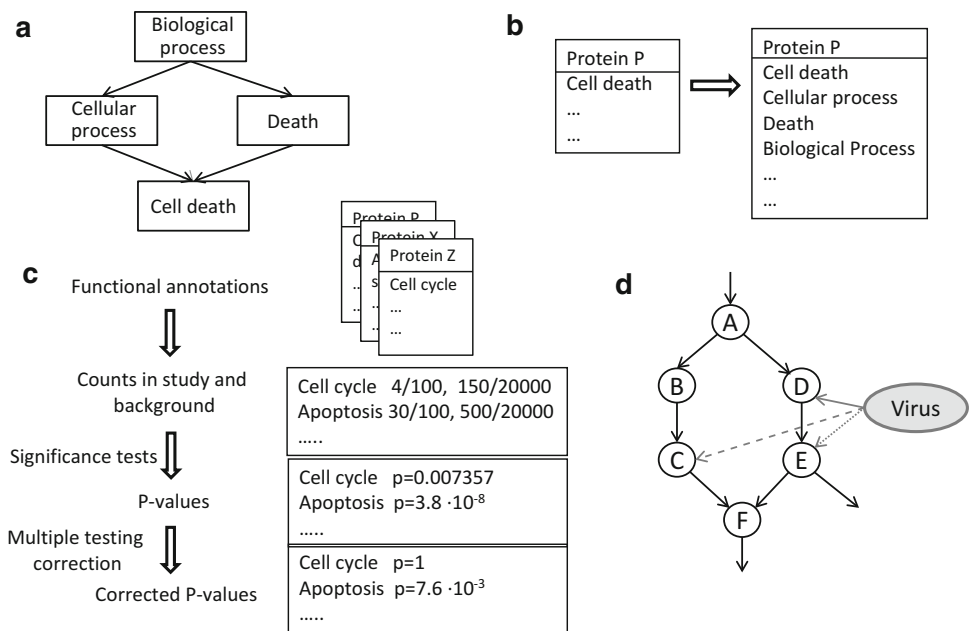 a
Biological
process
Cellular
process
Death
Cell death
b
Protein P
Cell death
...
...
Protein P
Cell death
Cellular process
Death
Biological Process
...
...
c
Functional annotations
Counts in study and
background
Significance tests
P-values
Multiple testing
correction
Corrected P-values
Protein P
C
d
..
..
Protein X
A
s
..
..
Protein Z
Cell cycle
...
...
Cell cycle 4/100, 150/20000
Apoptosis 30/100, 500/20000
.....
Cell cycle p=0.007357
Apoptosis p=3.8 ·10⁻⁸
.....
Cell cycle p=1
Apoptosis p=7.6 ·10⁻³
.....
d
A
B
D
Virus
C
E
F